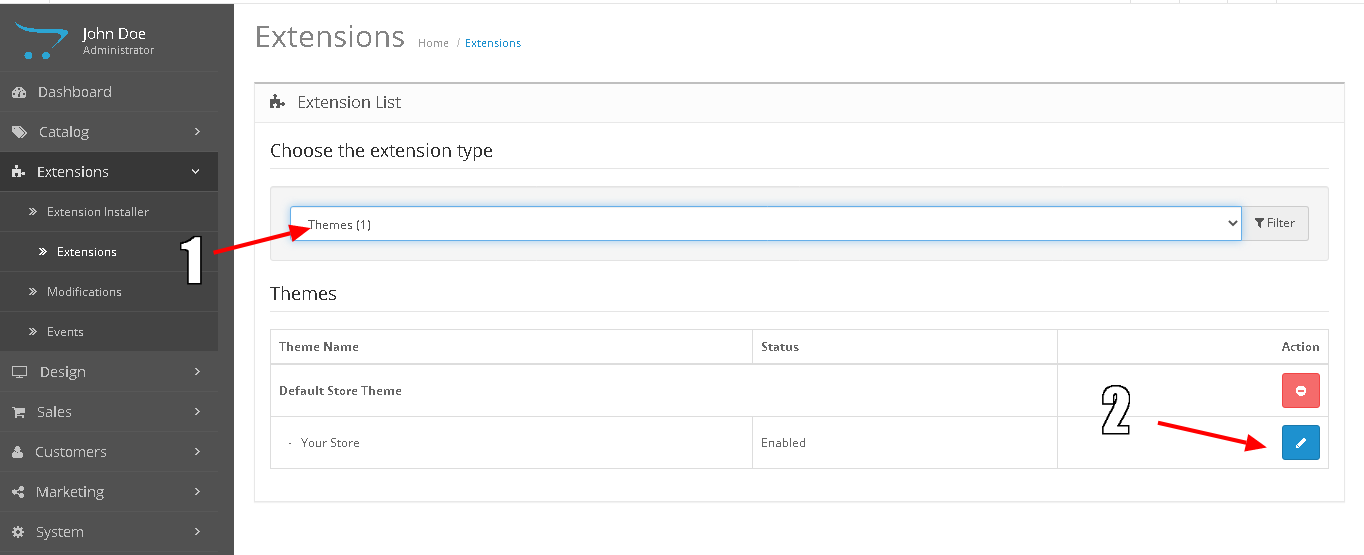 John Doe
Administrator
Dashboard
Catalog
Extensions
Extension Installer
Extensions
Modifications
Events
Design
Sales
Customers
Marketing
System
Extensions Home / Extensions
Extension List
Choose the extension type
1
Themes (1) Filter
Themes
Theme Name Status Action
Default Store Theme
2
- Your Store Enabled